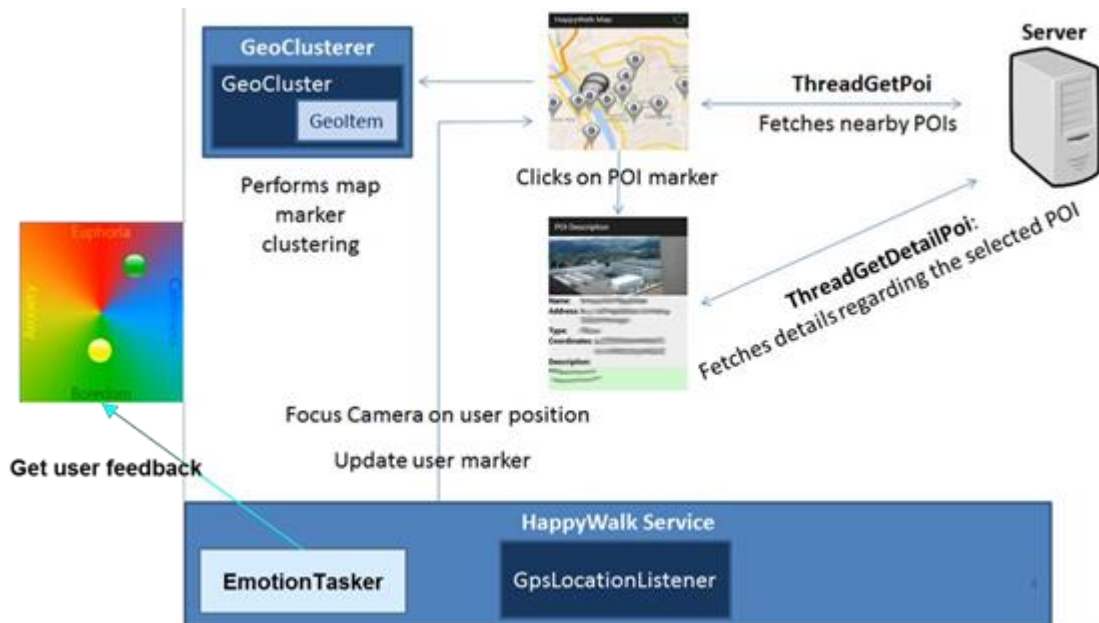 GeoClusterer
GeoCluster
GeoItem
Performs map
marker
clustering
HappyWalk Map
Clicks on POI marker
POI Description
Name:
Address:
Type:
Coordinates:
Description:
ThreadGetPoi
Fetches nearby POIs
Server
ThreadGetDetailPoi:
Fetches details regarding the selected POI
Euphoria
Anxiety
Calmness
Boredom
Get user feedback
Focus Camera on user position
Update user marker
HappyWalk Service
EmotionTasker
GpsLocationListener
4